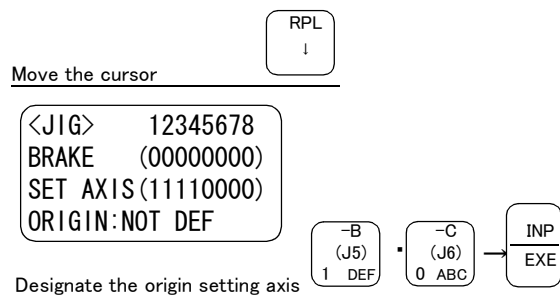 RPL
↓
Move the cursor
<JIG> 12345678
BRAKE (00000000)
SET AXIS(11110000)
ORIGIN:NOT DEF
-B
(J5)
1 DEF
・
-C
(J6)
0 ABC
→
INP
EXE
Designate the origin setting axis